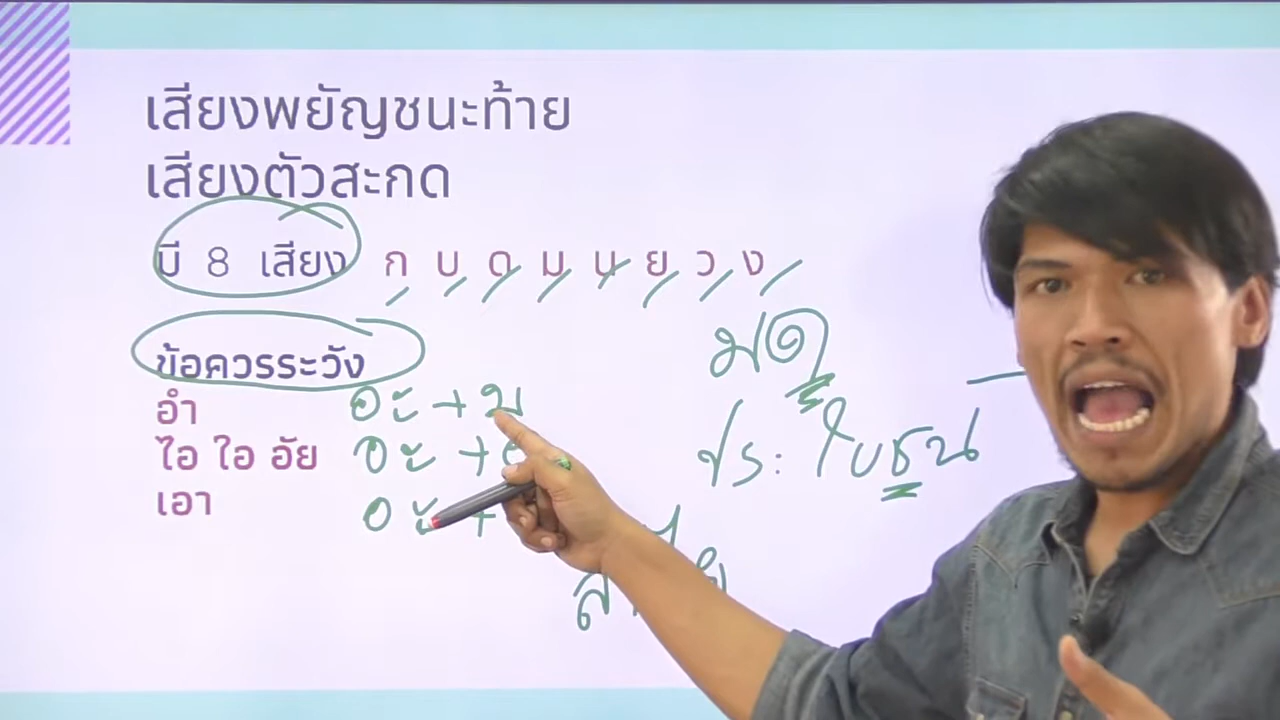 เสียงพยัญชนะท้าย
เสียงตัวสะกด
มี 8 เสียง ก บ ด ม น ย ว ง
ข้อควรระวัง
อำ อะ + ม
ไอ ใอ อัย อะ +
เอา อะ +
มด
ประโยชน์